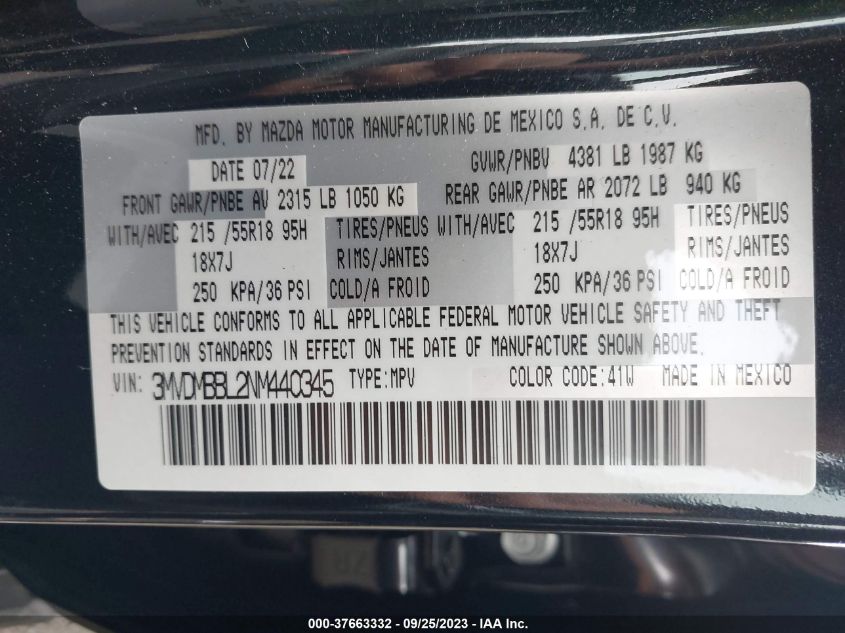 MFD. BY MAZDA MOTOR MANUFACTURING DE MEXICO S.A. DE C.V.
DATE 07/22 GVWR/PNBV 4381 LB 1987 KG
FRONT GAWR/PNBE AV 2315 LB 1050 KG REAR GAWR/PNBE AR 2072 LB 940 KG
WITH/AVEC 215 /55R18 95H TIRES/PNEUS WITH/AVEC 215 /55R18 95H TIRES/PNEUS
18X7J RIMS/JANTES 18X7J RIMS/JANTES
250 KPA/36 PSI COLD/A FROID 250 KPA/36 PSI COLD/A FROID
THIS VEHICLE CONFORMS TO ALL APPLICABLE FEDERAL MOTOR VEHICLE SAFETY AND THEFT
PREVENTION STANDARDS IN EFFECT ON THE DATE OF MANUFACTURE SHOWN ABOVE.
VIN: 3MVDMBBL2NM440345 TYPE:MPV COLOR CODE:41W MADE IN MEXICO
000-37663332 - 09/25/2023 - IAA Inc.